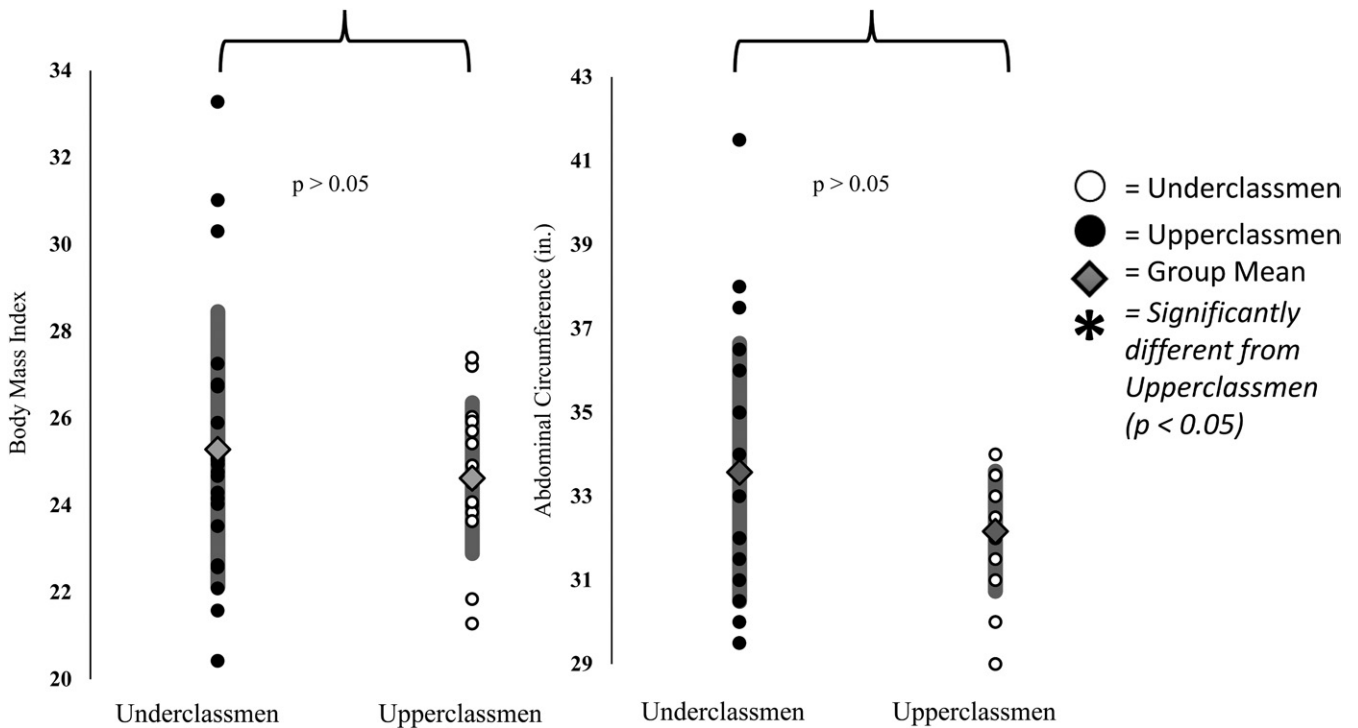 Body Mass Index
34
32
30
28
26
24
22
20
p > 0.05
Underclassmen
Upperclassmen
Abdominal Circumference (in.)
43
41
39
37
35
33
31
29
p > 0.05
Underclassmen
Upperclassmen
= Underclassmen
= Upperclassmen
= Group Mean
* = Significantly
different from
Upperclassmen
(p < 0.05)